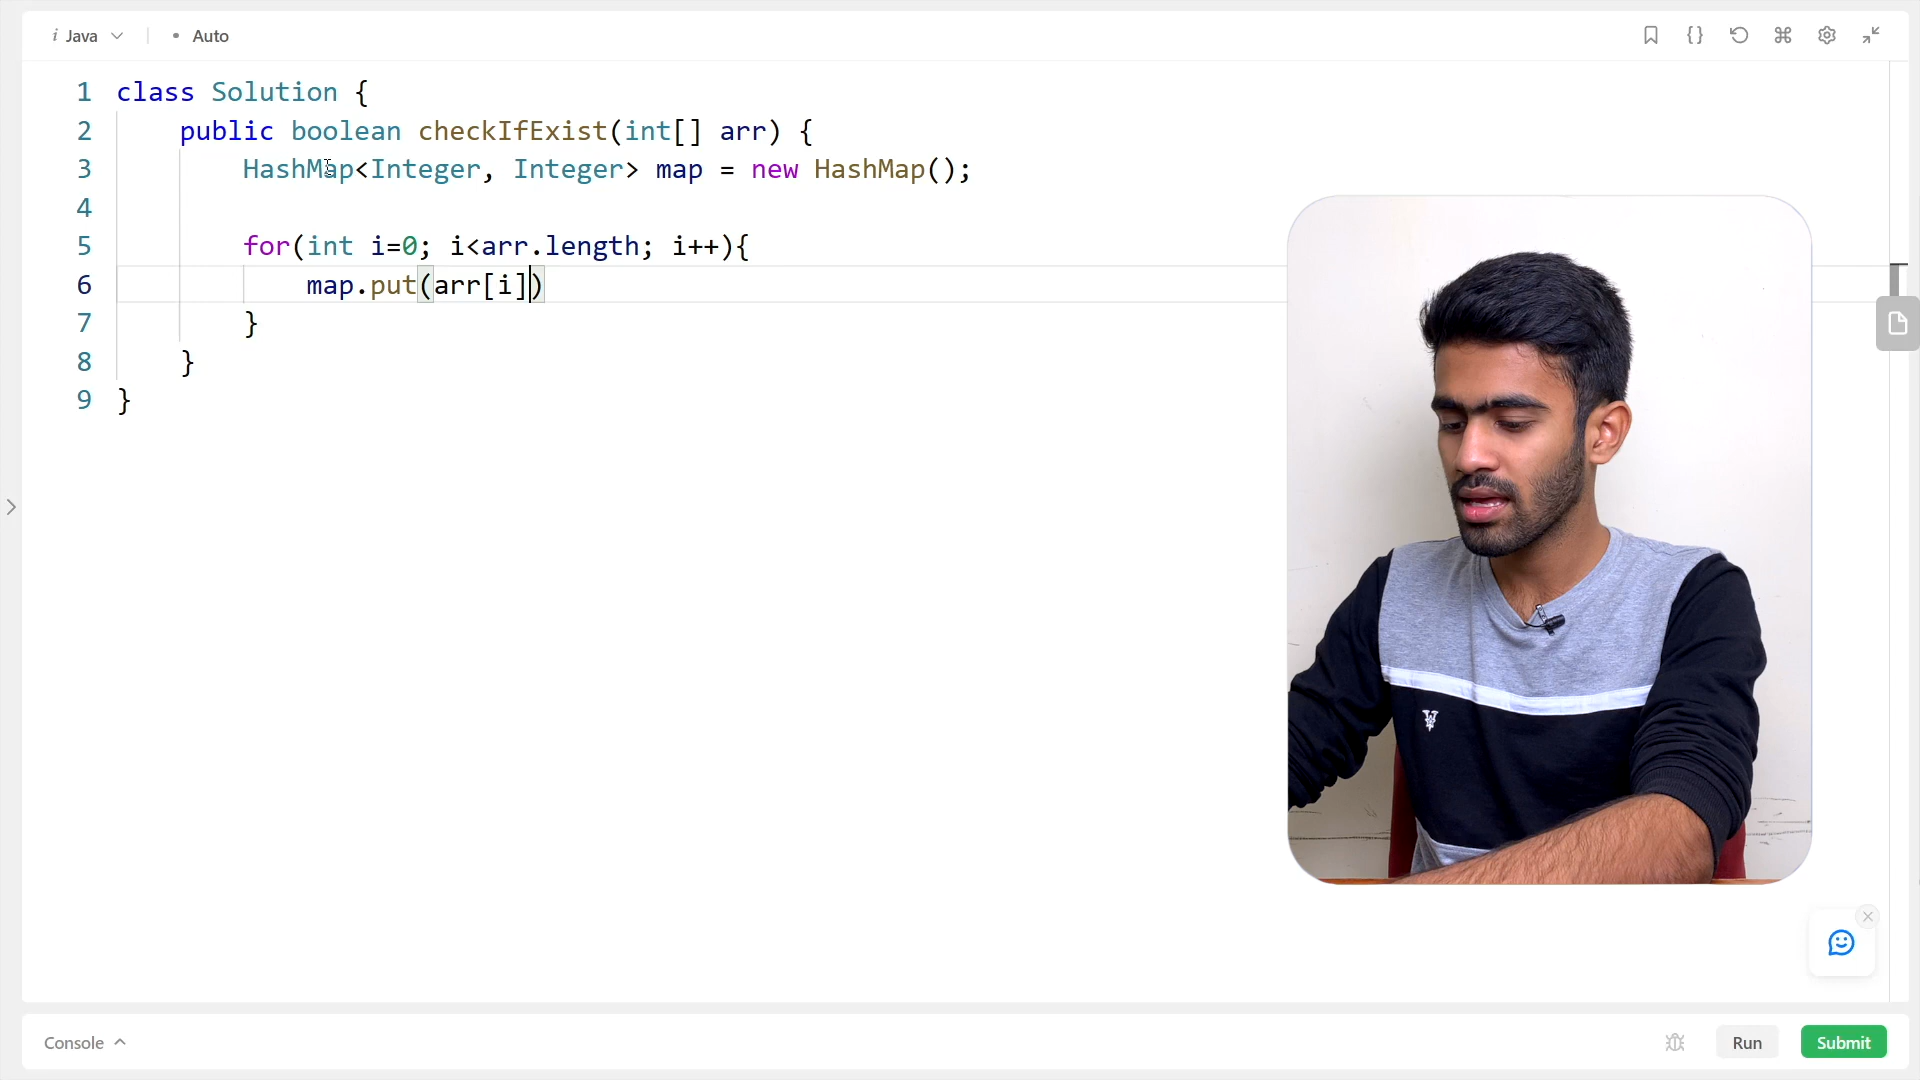 i Java
Auto
1 class Solution {
2 public boolean checkIfExist(int[] arr) {
3 HashMap<Integer, Integer> map = new HashMap();
4
5 for(int i=0; i<arr.length; i++){
6 map.put(arr[i])
7 }
8 }
9 }
Console
Run
Submit